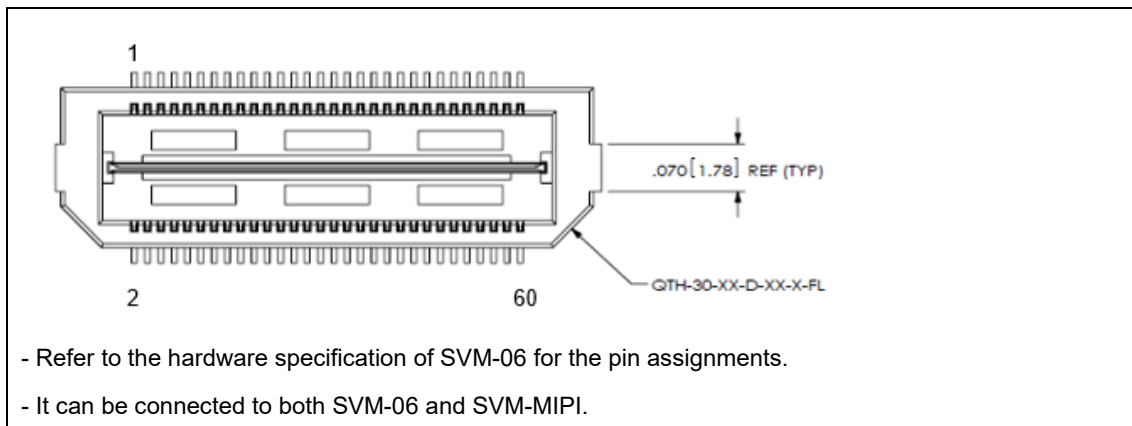 1
.070[1.78] REF (TYP)
QTH-30-XX-D-XX-X-FL
2 60
- Refer to the hardware specification of SVM-06 for the pin assignments.
- It can be connected to both SVM-06 and SVM-MIPI.